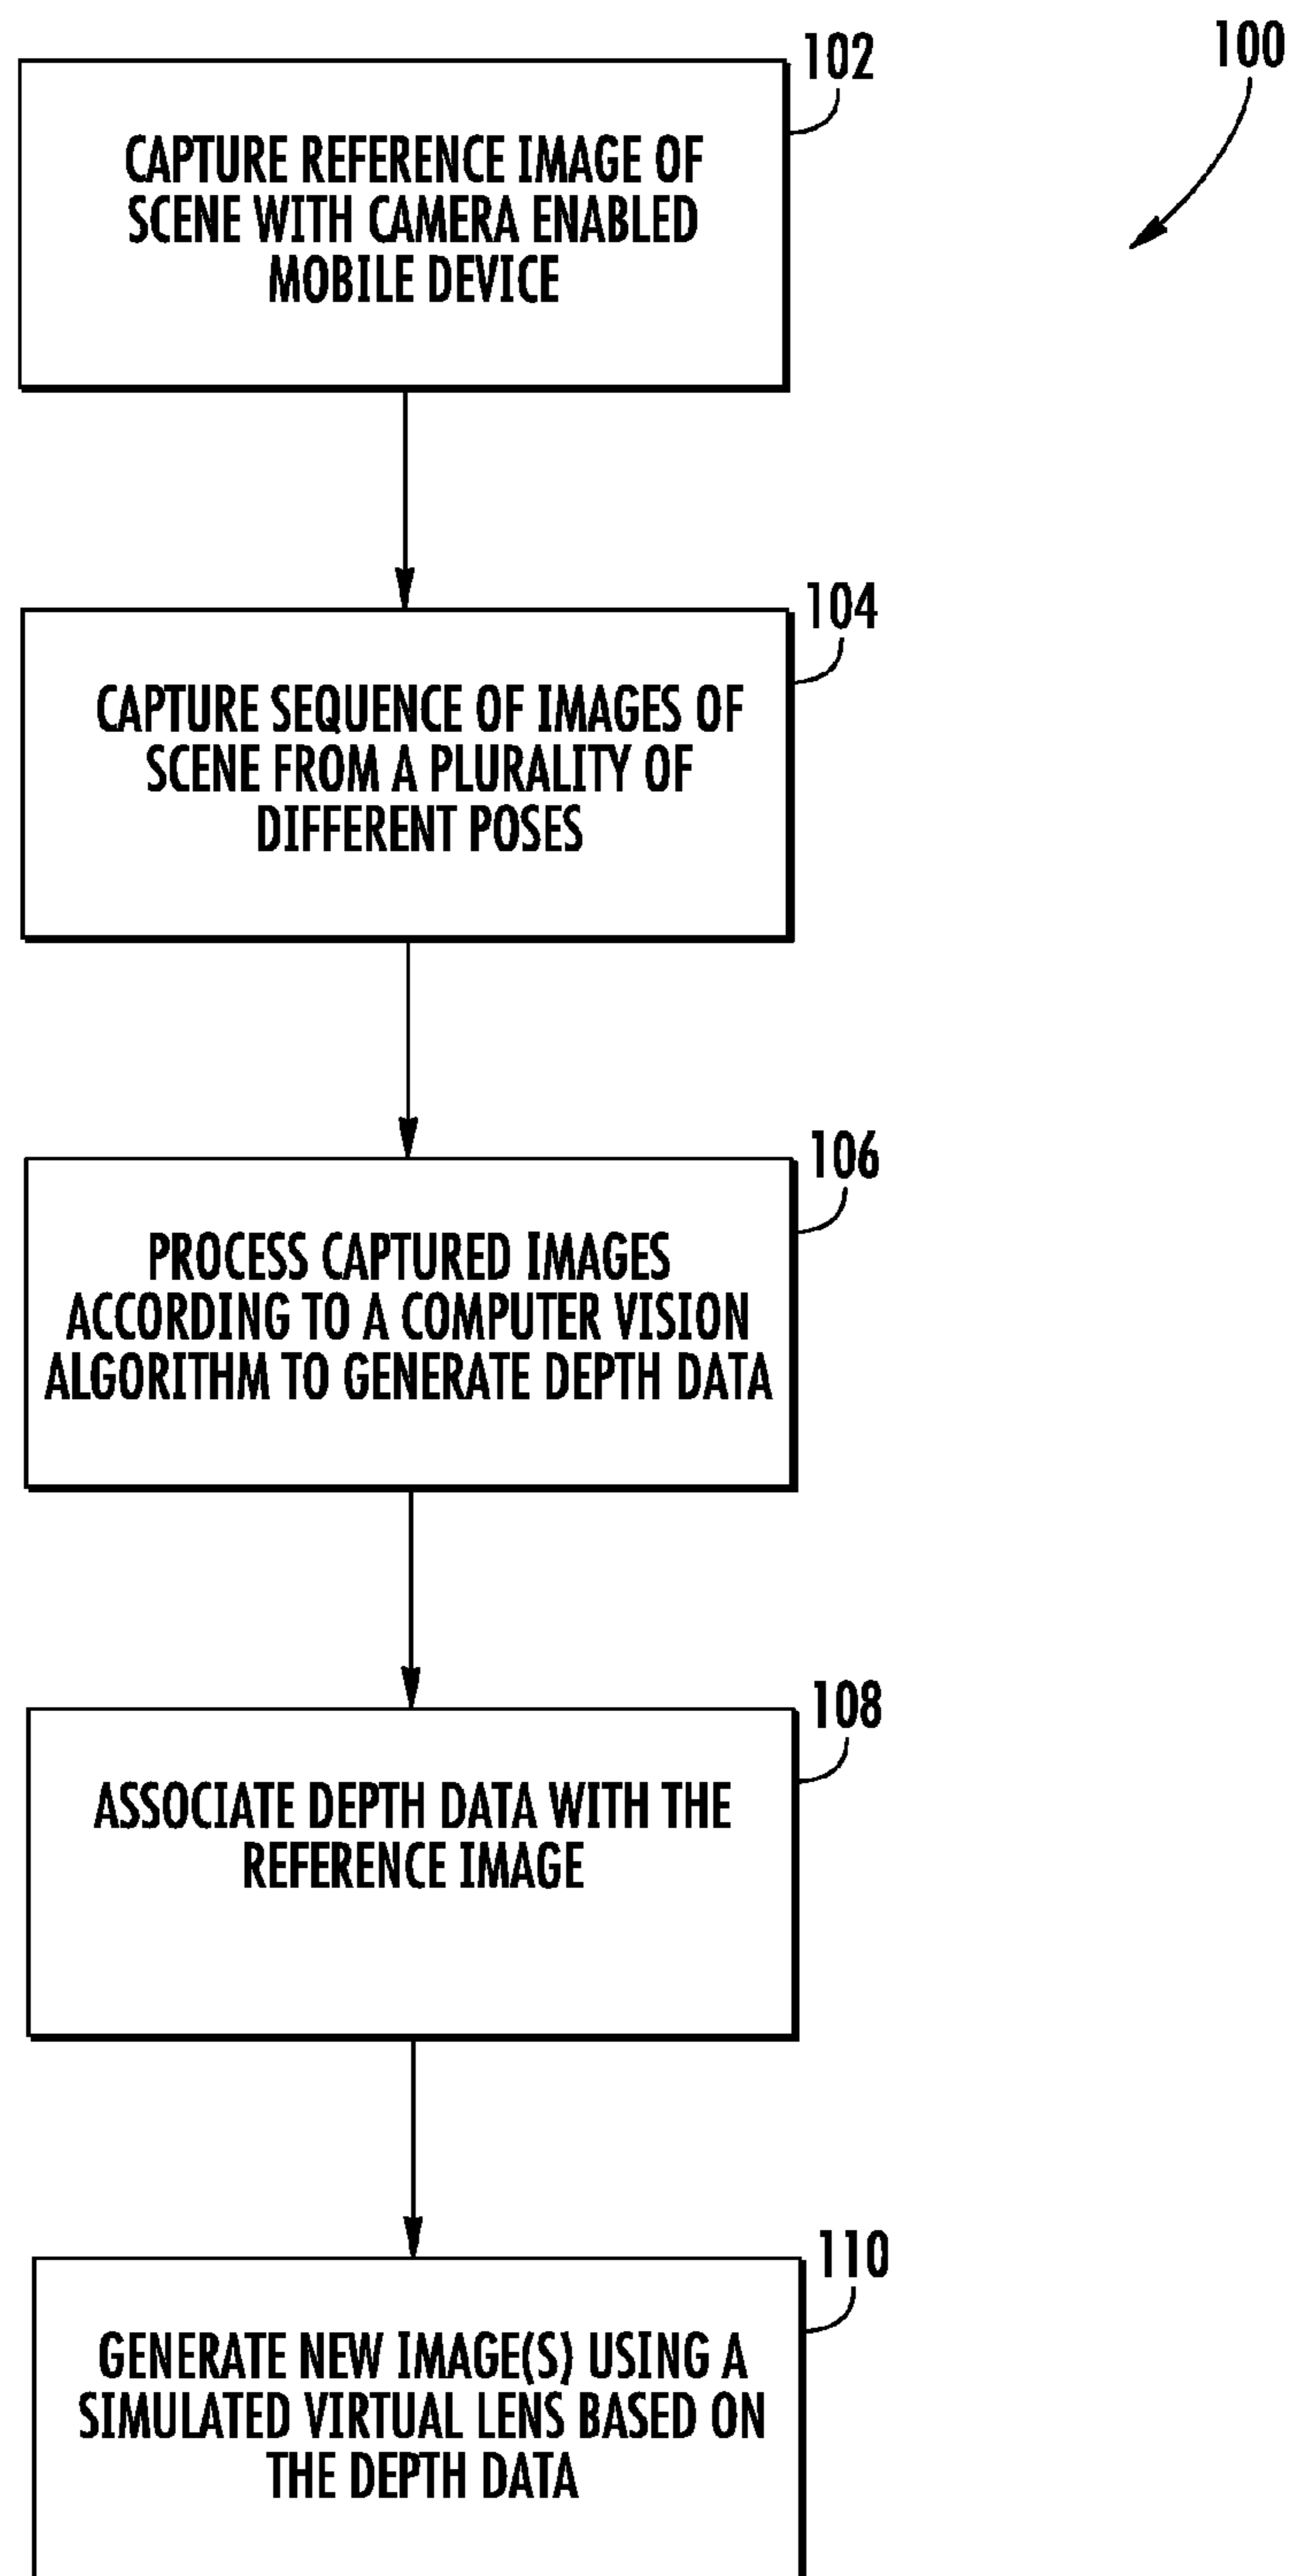 100
102
CAPTURE REFERENCE IMAGE OF
SCENE WITH CAMERA ENABLED
MOBILE DEVICE
104
CAPTURE SEQUENCE OF IMAGES OF
SCENE FROM A PLURALITY OF
DIFFERENT POSES
106
PROCESS CAPTURED IMAGES
ACCORDING TO A COMPUTER VISION
ALGORITHM TO GENERATE DEPTH DATA
108
ASSOCIATE DEPTH DATA WITH THE
REFERENCE IMAGE
110
GENERATE NEW IMAGE(S) USING A
SIMULATED VIRTUAL LENS BASED ON
THE DEPTH DATA